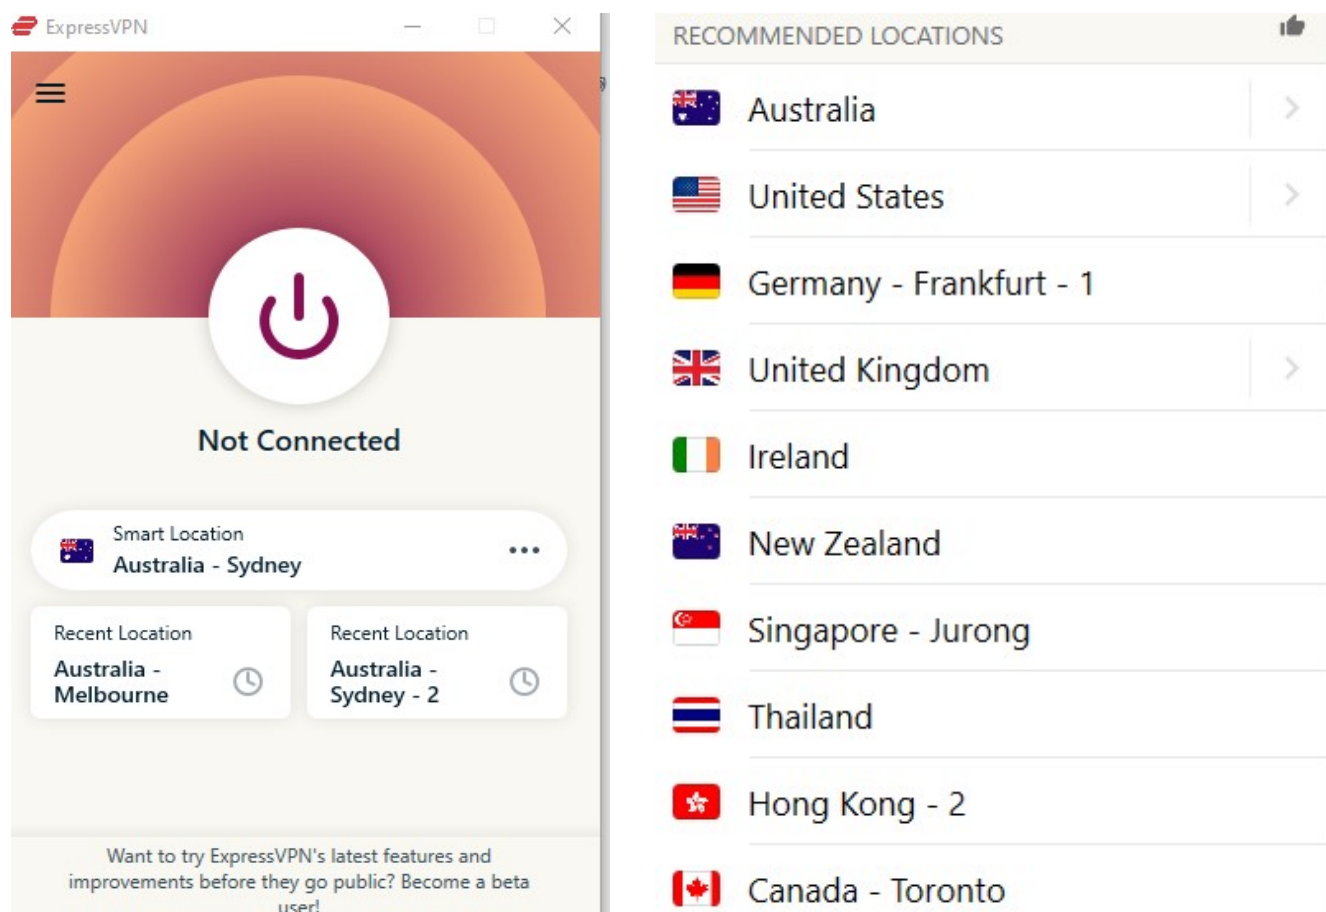 ExpressVPN
Not Connected
Smart Location
Australia - Sydney
Recent Location
Australia -
Melbourne
Recent Location
Australia -
Sydney - 2
Want to try ExpressVPN's latest features and
improvements before they go public? Become a beta
user!
RECOMMENDED LOCATIONS
Australia
United States
Germany - Frankfurt - 1
United Kingdom
Ireland
New Zealand
Singapore - Jurong
Thailand
Hong Kong - 2
Canada - Toronto